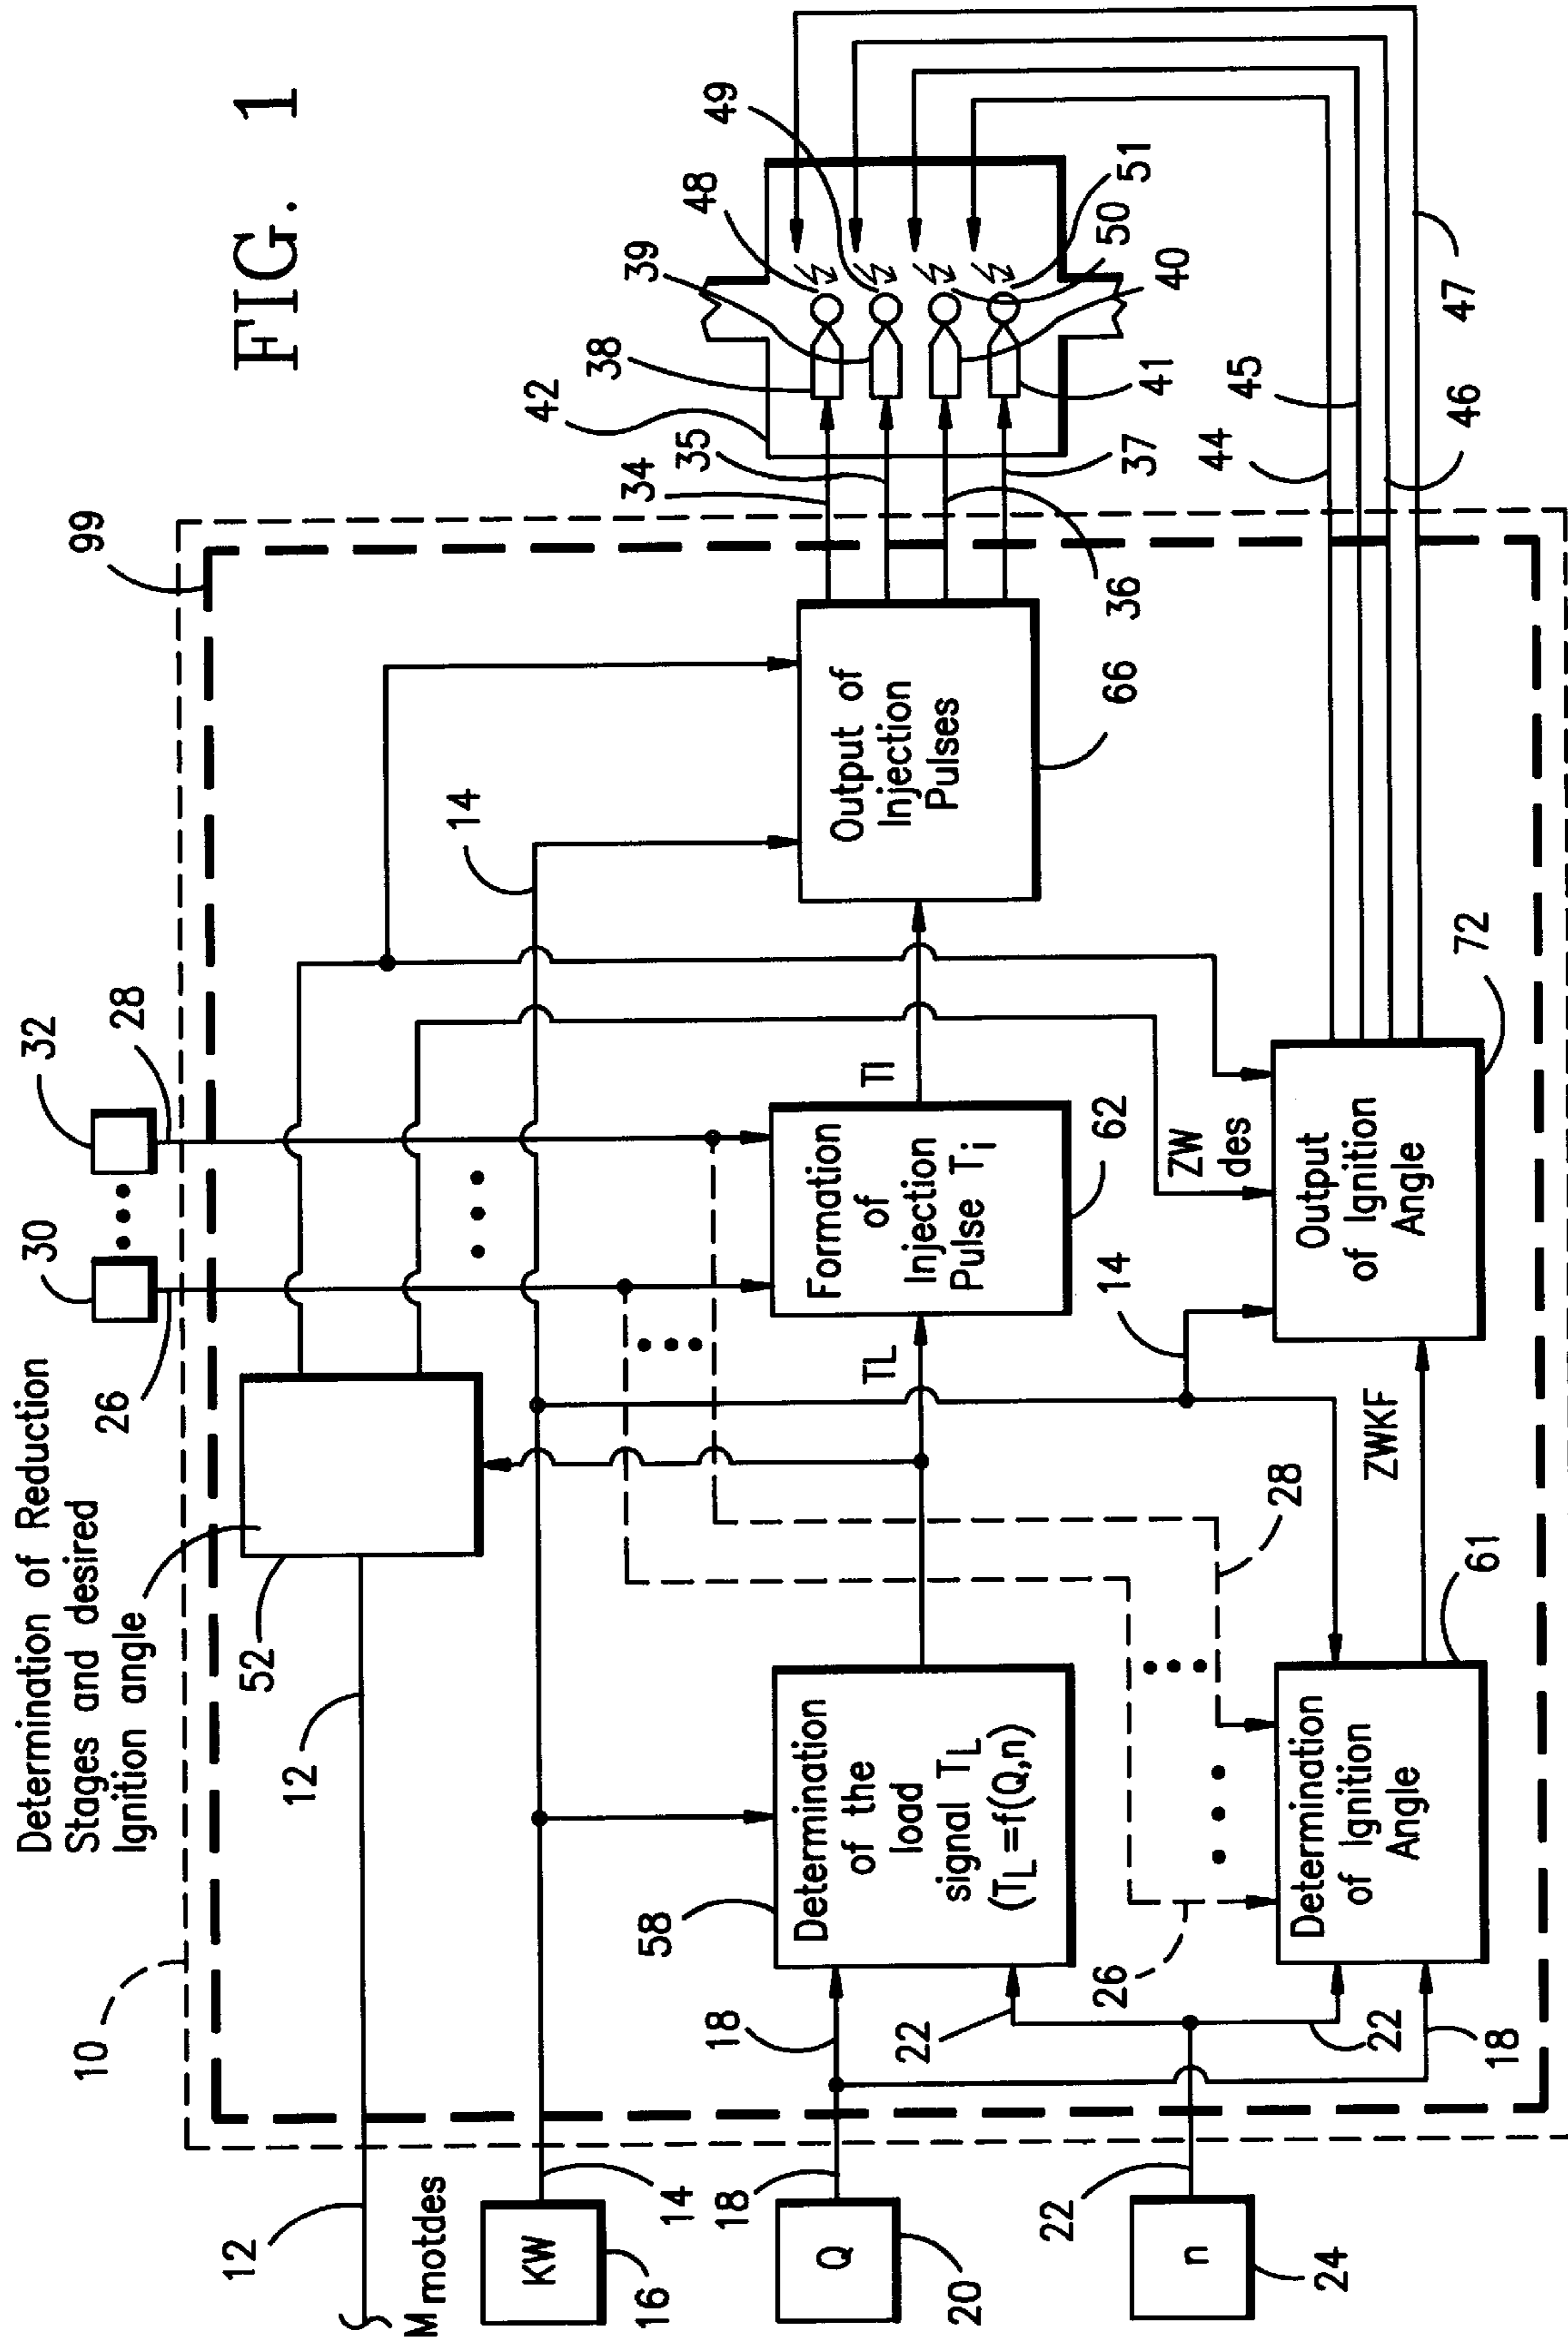 FIG. 1
Determination of Reduction
Stages and desired
Ignition angle
30
32
99
10
26
28
52
12
12
M motdes
14
42
38
39
48
49
34
35
KW
16
14
18
Q
20
18
58
Determination
of the
load
signal TL
(TL =f(Q,n)
TL
Formation
of
Injection
Pulse Ti
62
TI
Output of
Injection
Pulses
66
36
37
41
40
50
51
22
n
24
22
22
18
26
28
Determination
of Ignition
Angle
61
ZWKF
14
ZW
des
Output
of Ignition
Angle
72
44
45
46
47